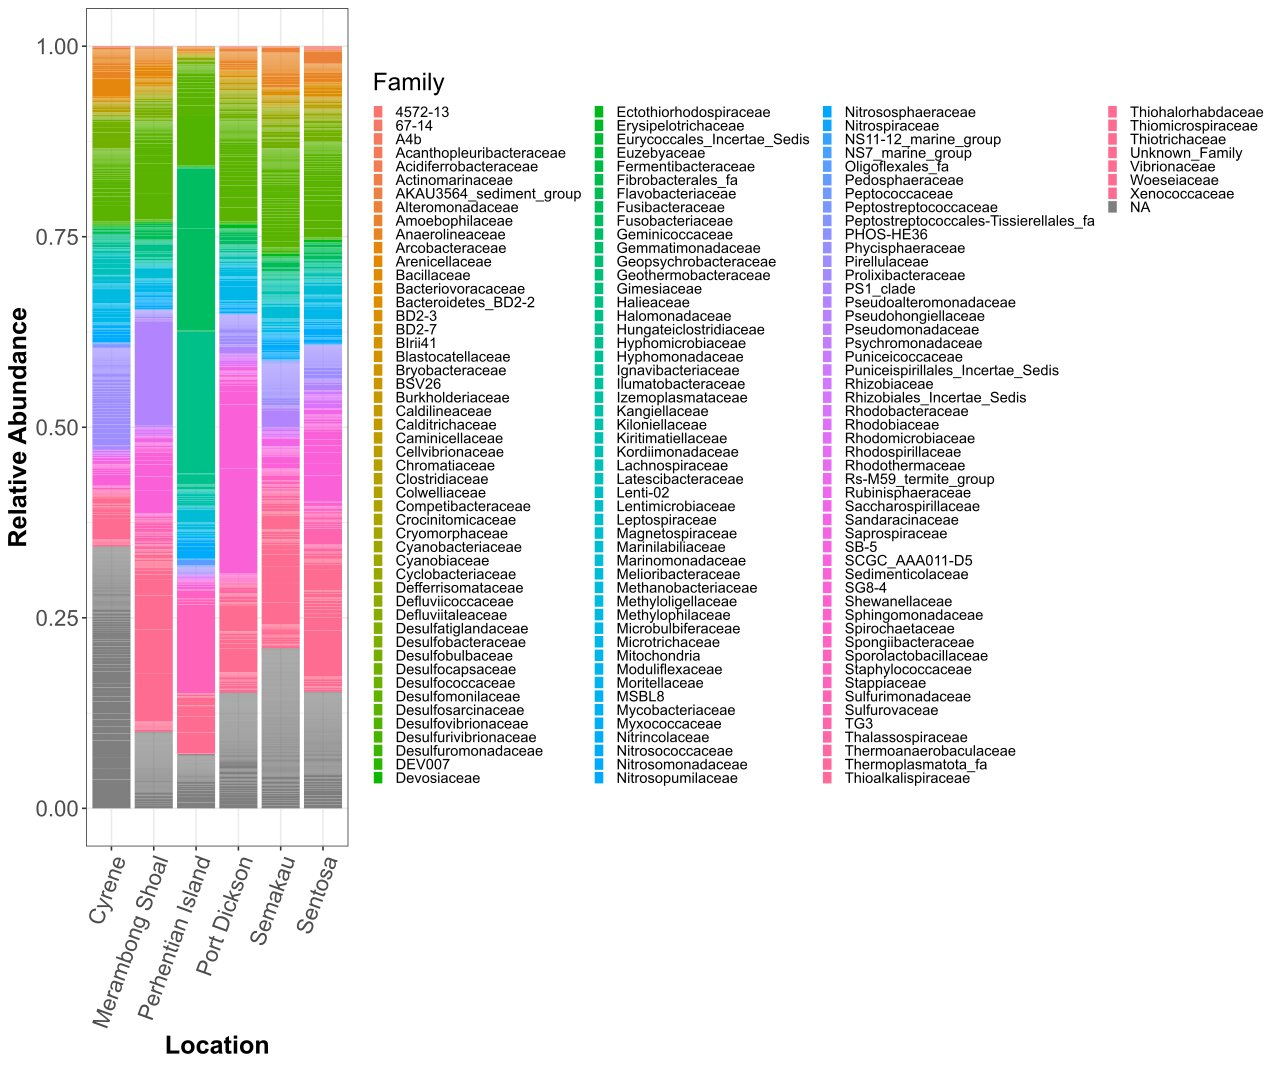 1.00
0.75
0.50
0.25
0.00
Relative Abundance
Cyrene
Merambong Shoal
Perhentian Island
Port Dickson
Semakau
Sentosa
Location
Family
4572-13
67-14
A4b
Acanthopleuribacteraceae
Acidiferrobacteraceae
Actinomarinaceae
AKAU3564_sediment_group
Alteromonadaceae
Amoebophilaceae
Anaerolineaceae
Arcobacteraceae
Arenicellaceae
Bacillaceae
Bacteriovoracaceae
Bacteroidetes_BD2-2
BD2-3
BD2-7
BIrii41
Blastocatellaceae
Bryobacteraceae
BSV26
Burkholderiaceae
Caldilineaceae
Calditrichaceae
Caminicellaceae
Cellvibrionaceae
Chromatiaceae
Clostridiaceae
Colwelliaceae
Competibacteraceae
Crocinitomicaceae
Cryomorphaceae
Cyanobacteriaceae
Cyanobiaceae
Cyclobacteriaceae
Defferrisomataceae
Defluviicoccaceae
Defluviitaleaceae
Desulfatiglandaceae
Desulfobacteraceae
Desulfobulbaceae
Desulfocapsaceae
Desulfococcaceae
Desulfomonilaceae
Desulfosarcinaceae
Desulfovibrionaceae
Desulfurivibrionaceae
Desulfuromonadaceae
DEV007
Devosiaceae
Ectothiorhodospiraceae
Erysipelotrichaceae
Eurycoccales_Incertae_Sedis
Euzebyaceae
Fermentibacteraceae
Fibrobacterales_fa
Flavobacteriaceae
Fusibacteraceae
Fusobacteriaceae
Geminicoccaceae
Gemmatimonadaceae
Geopsychrobacteraceae
Geothermobacteraceae
Gimesiaceae
Halieaceae
Halomonadaceae
Hungateiclostridiaceae
Hyphomicrobiaceae
Hyphomonadaceae
Ignavibacteriaceae
Ilumatobacteraceae
Izemoplasmataceae
Kangiellaceae
Kiloniellaceae
Kiritimatiellaceae
Kordiimonadaceae
Lachnospiraceae
Latescibacteraceae
Lenti-02
Lentimicrobiaceae
Leptospiraceae
Magnetospiraceae
Marinilabiliaceae
Marinomonadaceae
Melioribacteraceae
Methanobacteriaceae
Methyloligellaceae
Methylophilaceae
Microbulbiferaceae
Microtrichaceae
Mitochondria
Moduliflexaceae
Moritellaceae
MSBL8
Mycobacteriaceae
Myxococcaceae
Nitrincolaceae
Nitrosococcaceae
Nitrosomonadaceae
Nitrosopumilaceae
Nitrososphaeraceae
Nitrospiraceae
NS11-12_marine_group
NS7_marine_group
Oligoflexales_fa
Pedosphaeraceae
Peptococcaceae
Peptostreptococcaceae
Peptostreptococcales-Tissierellales_fa
PHOS-HE36
Phycisphaeraceae
Pirellulaceae
Prolixibacteraceae
PS1_clade
Pseudoalteromonadaceae
Pseudohongiellaceae
Pseudomonadaceae
Psychromonadaceae
Puniceicoccaceae
Puniceispirillales_Incertae_Sedis
Rhizobiaceae
Rhizobiales_Incertae_Sedis
Rhodobacteraceae
Rhodobiaceae
Rhodomicrobiaceae
Rhodospirillaceae
Rhodothermaceae
Rs-M59_termite_group
Rubinisphaeraceae
Saccharospirillaceae
Sandaracinaceae
Saprospiraceae
SB-5
SCGC_AAA011-D5
Sedimenticolaceae
SG8-4
Shewanellaceae
Sphingomonadaceae
Spirochaetaceae
Spongiibacteraceae
Sporolactobacillaceae
Staphylococcaceae
Stappiaceae
Sulfurimonadaceae
Sulfurovaceae
TG3
Thalassospiraceae
Thermoanaerobaculaceae
Thermoplasmatota_fa
Thioalkalispiraceae
Thiohalorhabdaceae
Thiomicrospiraceae
Thiotrichaceae
Unknown_Family
Vibrionaceae
Woeseiaceae
Xenococcaceae
NA